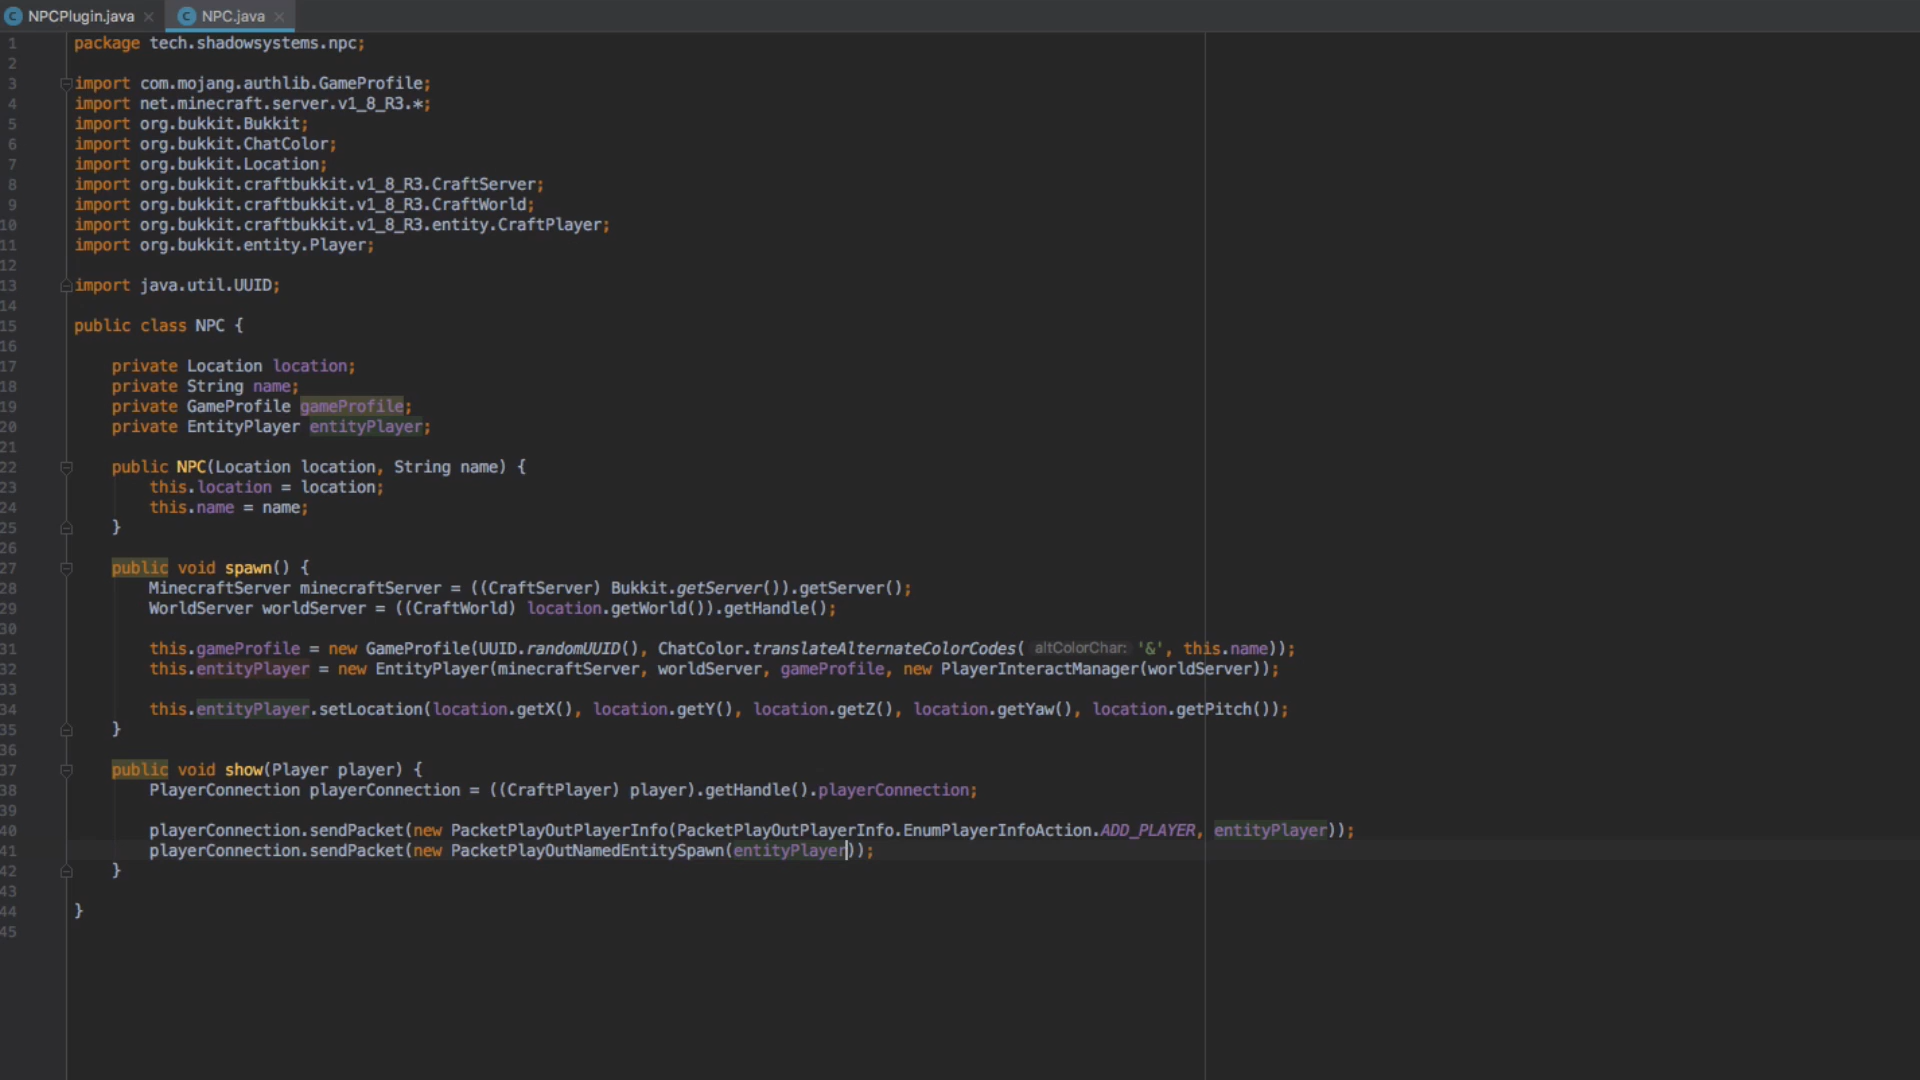 NPCPlugin.java
NPC.java
1 package tech.shadowsystems.npc;
2
3 import com.mojang.authlib.GameProfile;
4 import net.minecraft.server.v1_8_R3.*;
5 import org.bukkit.Bukkit;
6 import org.bukkit.ChatColor;
7 import org.bukkit.Location;
8 import org.bukkit.craftbukkit.v1_8_R3.CraftServer;
9 import org.bukkit.craftbukkit.v1_8_R3.CraftWorld;
10 import org.bukkit.craftbukkit.v1_8_R3.entity.CraftPlayer;
11 import org.bukkit.entity.Player;
12
13 import java.util.UUID;
14
15 public class NPC {
16
17 private Location location;
18 private String name;
19 private GameProfile gameProfile;
20 private EntityPlayer entityPlayer;
21
22 public NPC(Location location, String name) {
23 this.location = location;
24 this.name = name;
25 }
26
27 public void spawn() {
28 MinecraftServer minecraftServer = ((CraftServer) Bukkit.getServer()).getServer();
29 WorldServer worldServer = ((CraftWorld) location.getWorld()).getHandle();
30
31 this.gameProfile = new GameProfile(UUID.randomUUID(), ChatColor.translateAlternateColorCodes( altColorChar: '&', this.name));
32 this.entityPlayer = new EntityPlayer(minecraftServer, worldServer, gameProfile, new PlayerInteractManager(worldServer));
33
34 this.entityPlayer.setLocation(location.getX(), location.getY(), location.getZ(), location.getYaw(), location.getPitch());
35 }
36
37 public void show(Player player) {
38 PlayerConnection playerConnection = ((CraftPlayer) player).getHandle().playerConnection;
39
40 playerConnection.sendPacket(new PacketPlayOutPlayerInfo(PacketPlayOutPlayerInfo.EnumPlayerInfoAction.ADD_PLAYER, entityPlayer));
41 playerConnection.sendPacket(new PacketPlayOutNamedEntitySpawn(entityPlayer));
42 }
43
44 }
45